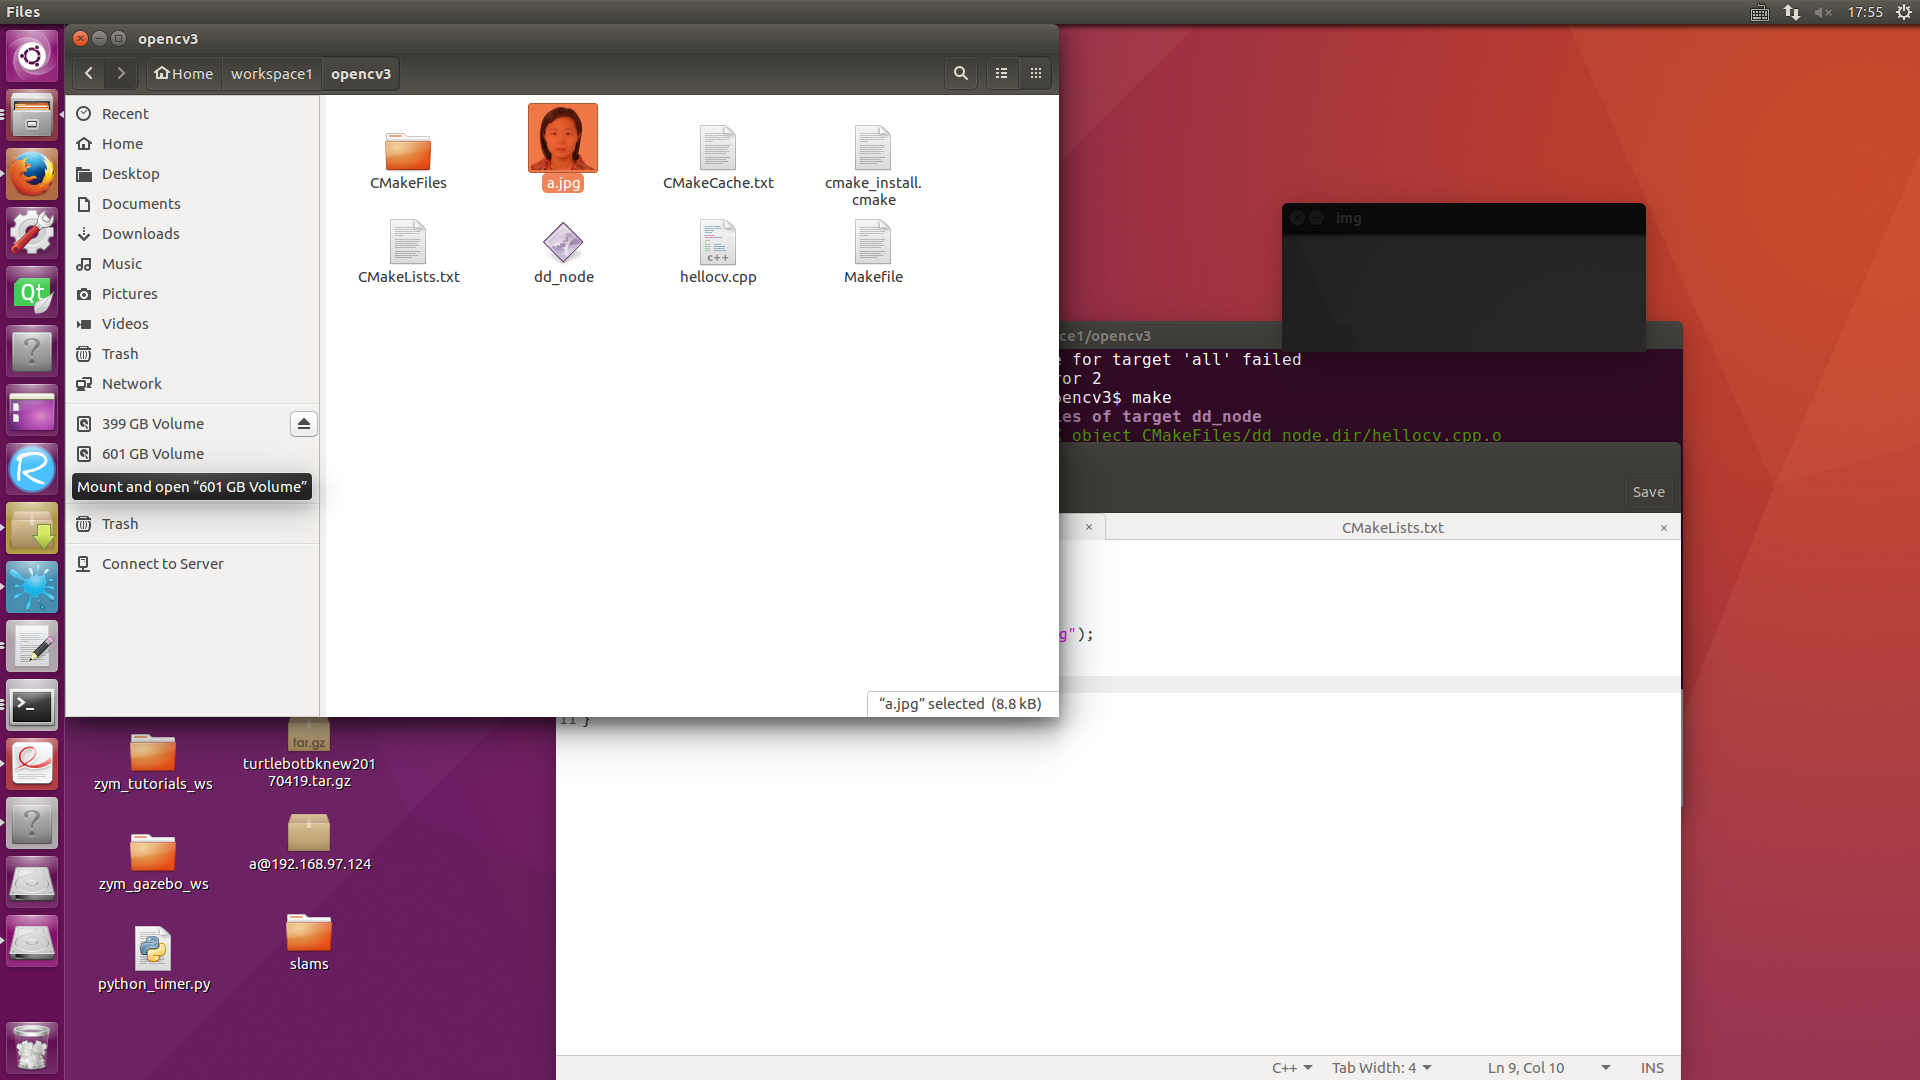 Files
17:55
opencv3
Home
workspace1
opencv3
Recent
Home
Desktop
Documents
Downloads
Music
Pictures
Videos
Trash
Network
399 GB Volume
601 GB Volume
Mount and open “601 GB Volume”
Trash
Connect to Server
CMakeFiles
a.jpg
CMakeCache.txt
cmake_install.
cmake
CMakeLists.txt
dd_node
c++
hellocv.cpp
Makefile
“a.jpg” selected (8.8 kB)
img
ce1/opencv3
for target 'all' failed
ror 2
encv3$ make
es of target dd_node
object CMakeFiles/dd_node.dir/hellocv.cpp.o
Save
CMakeLists.txt
g");
11 }
C++
Tab Width: 4
Ln 9, Col 10
INS
Qt
zym_tutorials_ws
tar.gz
turtlebotbknew201
70419.tar.gz
zym_gazebo_ws
a@192.168.97.124
python_timer.py
slams